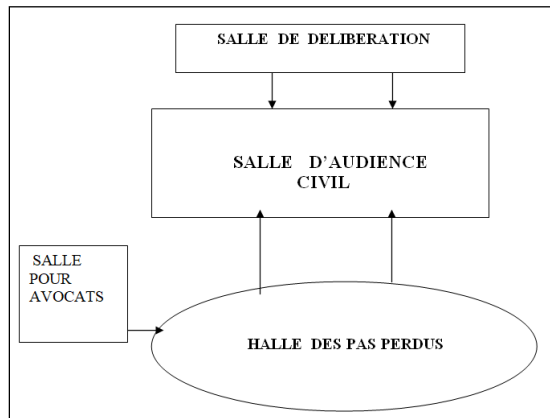 SALLE DE DELIBERATION
SALLE D’AUDIENCE
CIVIL
SALLE
POUR
AVOCATS
HALLE DES PAS PERDUS